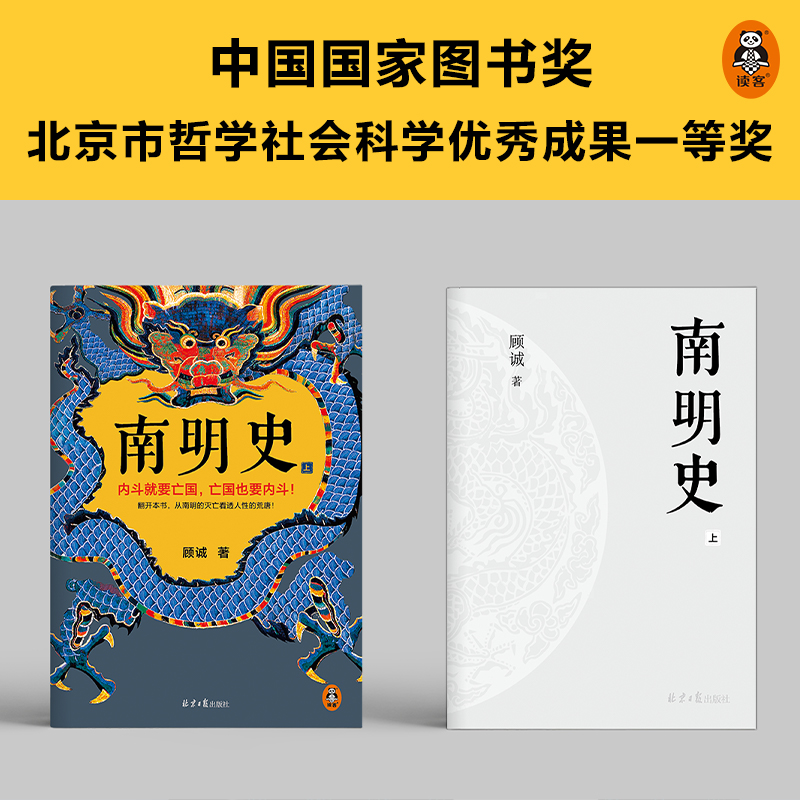 中国国家图书奖
读客
北京市哲学社会科学优秀成果一等奖
南明史 上
内斗就要亡国，亡国也要内斗！
翻开本书，从南明的灭亡看透人性的荒唐！
顾诚 著
北京日报出版社
读客
顾诚 著
南明史
上
北京日报出版社